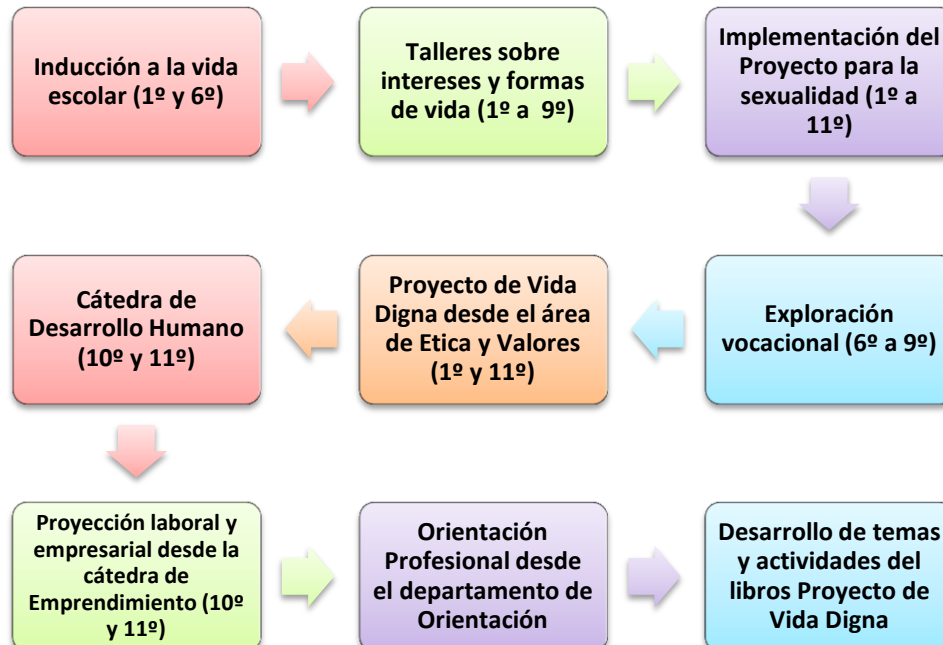 Inducción a la vida
escolar (1º y 6º)
Talleres sobre
intereses y formas
de vida (1º a 9º)
Implementación del
Proyecto para la
sexualidad (1º a
11º)
Exploración
vocacional (6º a 9º)
Proyecto de Vida
Digna desde el área
de Etica y Valores
(1º y 11º)
Cátedra de
Desarrollo Humano
(10º y 11º)
Proyección laboral y
empresarial desde la
cátedra de
Emprendimiento (10º
y 11º)
Orientación
Profesional desde
el departamento de
Orientación
Desarrollo de temas
y actividades del
libros Proyecto de
Vida Digna